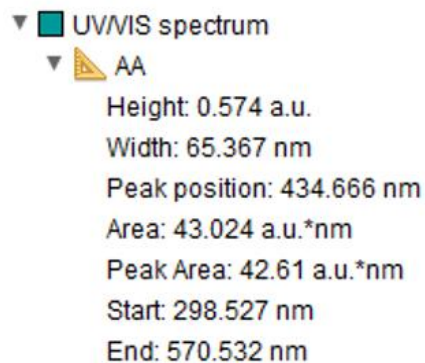 UV/VIS spectrum
AA
Height: 0.574 a.u.
Width: 65.367 nm
Peak position: 434.666 nm
Area: 43.024 a.u.*nm
Peak Area: 42.61 a.u.*nm
Start: 298.527 nm
End: 570.532 nm